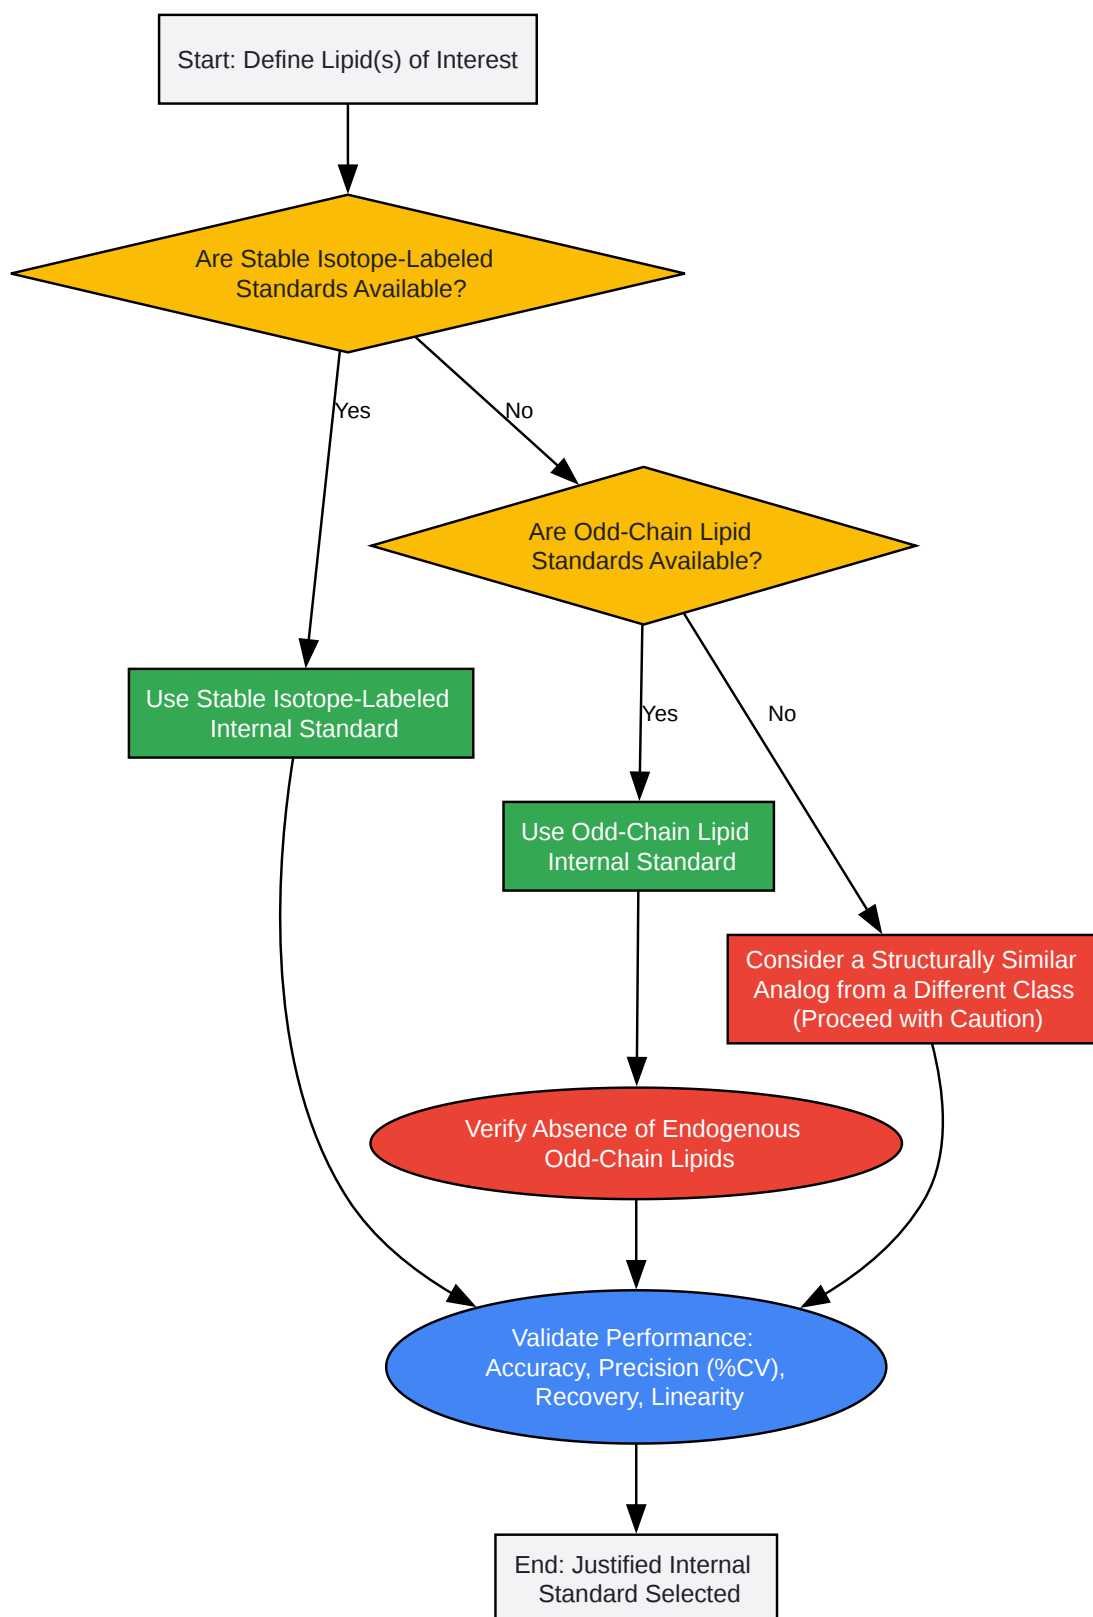 Start: Define Lipid(s) of Interest
Are Stable Isotope-Labeled
Standards Available?
Yes
No
Are Odd-Chain Lipid
Standards Available?
Use Stable Isotope-Labeled
Internal Standard
Yes
No
Use Odd-Chain Lipid
Internal Standard
Consider a Structurally Similar
Analog from a Different Class
(Proceed with Caution)
Verify Absence of Endogenous
Odd-Chain Lipids
Validate Performance:
Accuracy, Precision (%CV),
Recovery, Linearity
End: Justified Internal
Standard Selected